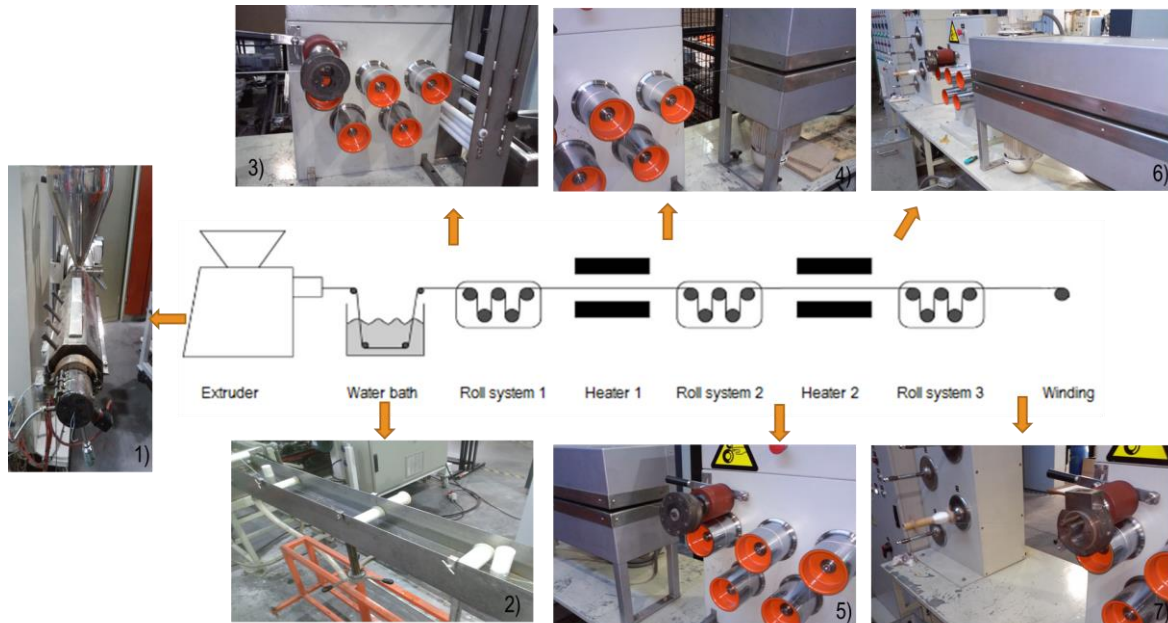 3)
4)
6)
1)
Extruder
Water bath
Roll system 1
Heater 1
Roll system 2
Heater 2
Roll system 3
Winding
2)
5)
7)